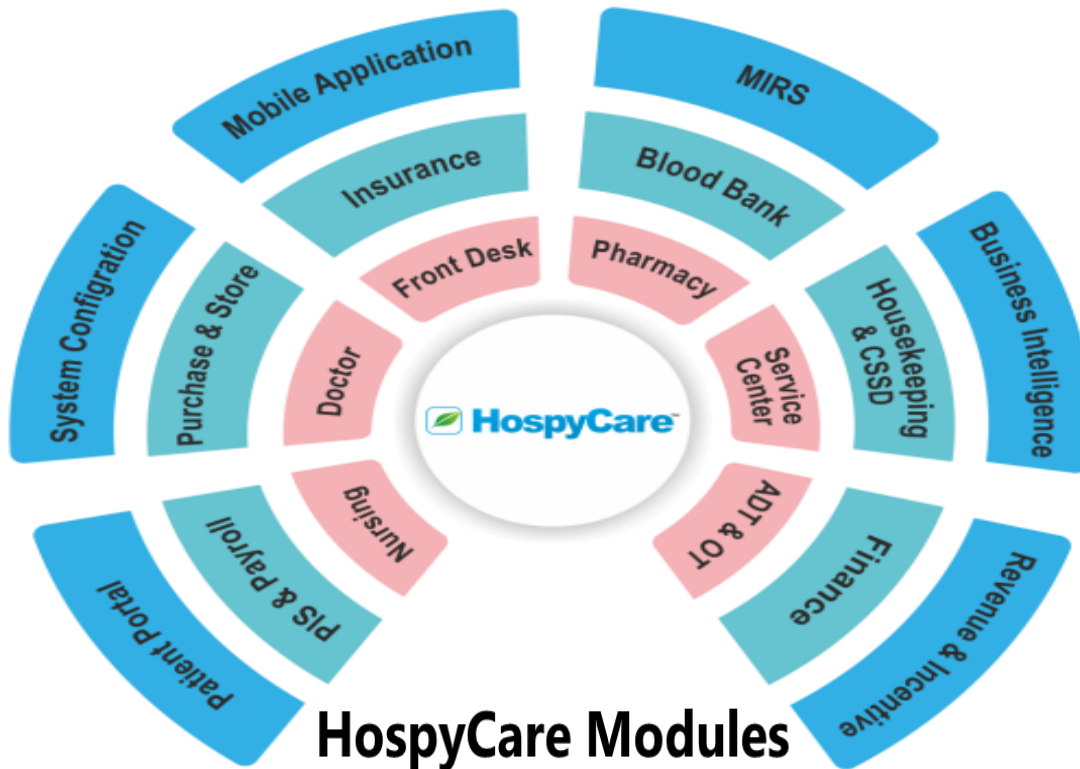 Mobile Application
MIRS
Insurance
Blood Bank
Front Desk
Pharmacy
System Configration
Purchase & Store
Doctor
Service
Center
Housekeeping
& CSSD
Business Intelligence
HospyCare™
Patient Portal
PIS & Payroll
Nursing
ADT & OT
Finance
Revenue & Incentive
HospyCare Modules